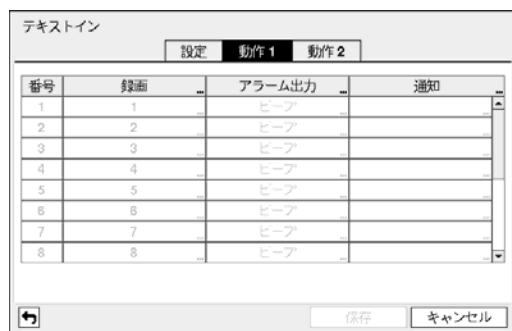 テキストイン
設定 動作1 動作2
番号 録画 ... アラーム出力 ... 通知 ...
1 1 ... ビープ ... ...
2 2 ... ビープ ... ...
3 3 ... ビープ ... ...
4 4 ... ビープ ... ...
5 5 ... ビープ ... ...
6 6 ... ビープ ... ...
7 7 ... ビープ ... ...
8 8 ... ビープ ... ...
保存 キャンセル